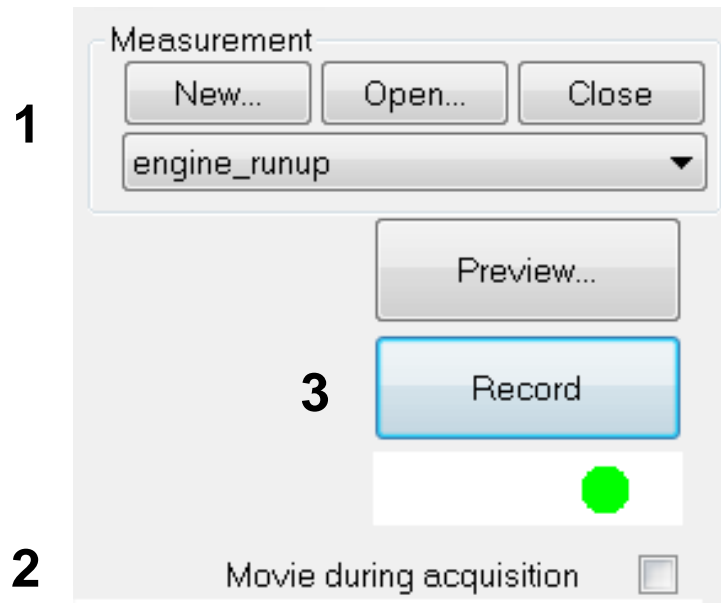 Measurement
New... Open... Close
1
engine_runup
Preview...
3 Record
2 Movie during acquisition